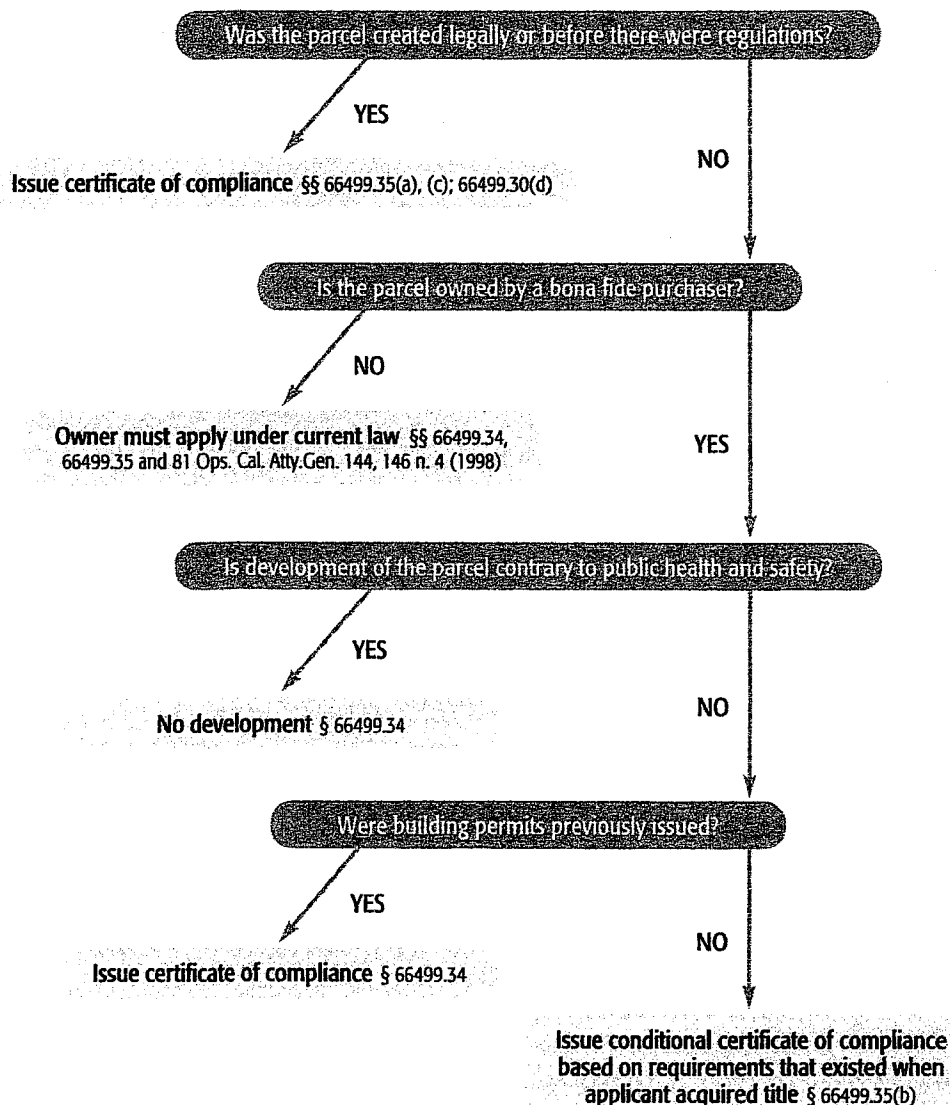 Was the parcel created legally or before there were regulations?
YES
NO
Issue certificate of compliance §§ 66499.35(a), (c); 66499.30(d)
Is the parcel owned by a bona fide purchaser?
NO
YES
Owner must apply under current law §§ 66499.34,
66499.35 and 81 Ops. Cal. Atty.Gen. 144, 146 n. 4 (1998)
Is development of the parcel contrary to public health and safety?
YES
NO
No development § 66499.34
Were building permits previously issued?
YES
NO
Issue certificate of compliance § 66499.34
Issue conditional certificate of compliance
based on requirements that existed when
applicant acquired title § 66499.35(b)